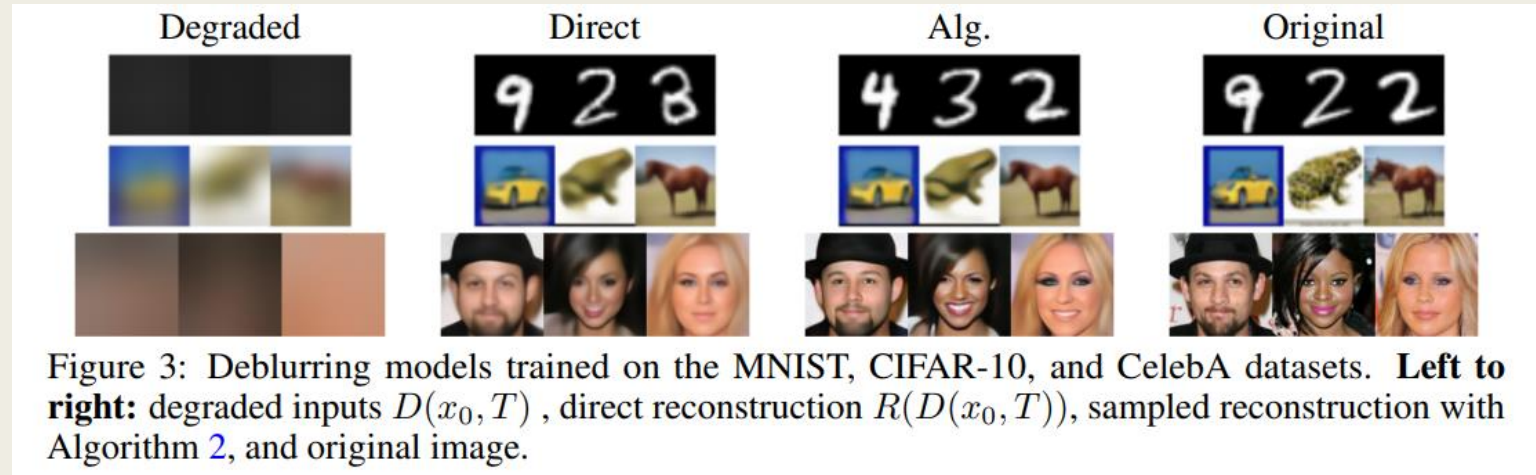 Degraded Direct Alg. Original
9 2 3 4 3 2 9 2 2
Figure 3: Deblurring models trained on the MNIST, CIFAR-10, and CelebA datasets. Left to
right: degraded inputs D(x₀, T) , direct reconstruction R(D(x₀, T)), sampled reconstruction with
Algorithm 2, and original image.